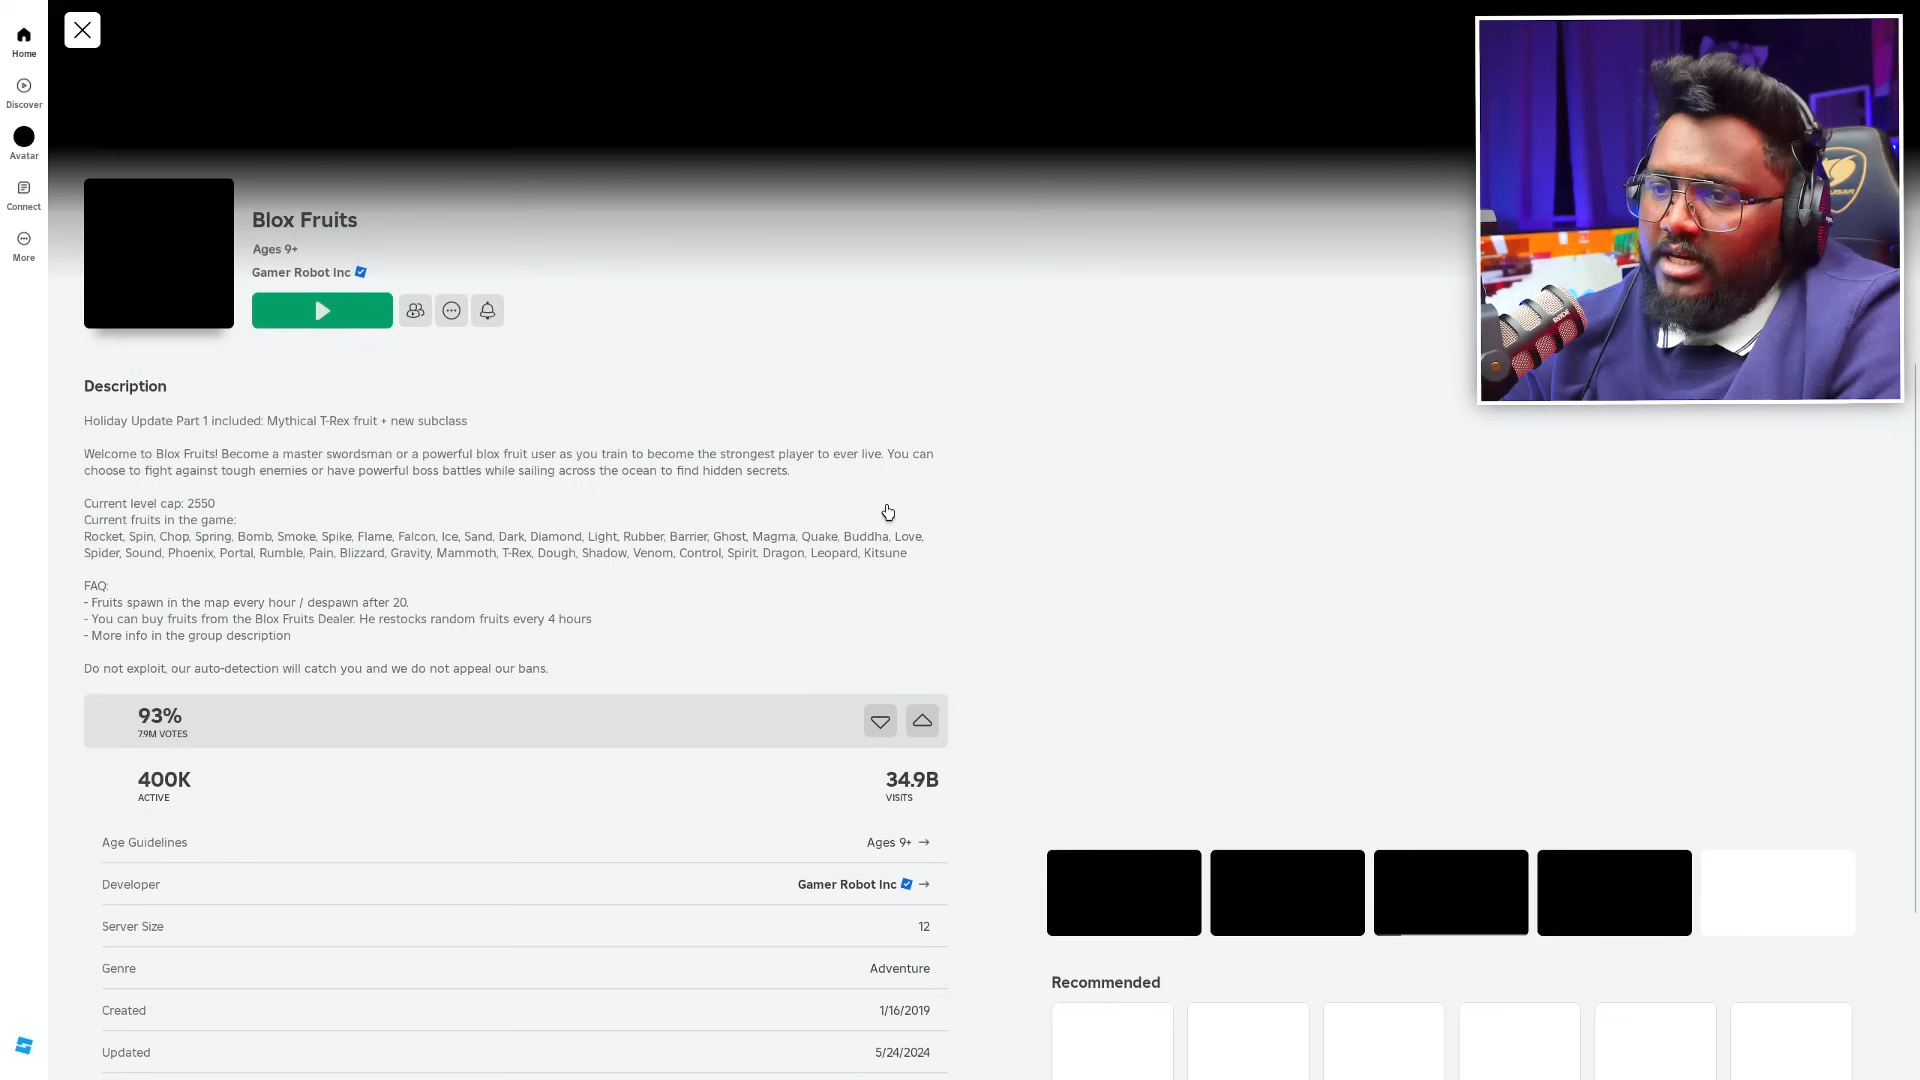 Home
Discover
Avatar
Connect
More
Blox Fruits
Ages 9+
Gamer Robot Inc
Description
Holiday Update Part 1 included: Mythical T-Rex fruit + new subclass
Welcome to Blox Fruits! Become a master swordsman or a powerful blox fruit user as you train to become the strongest player to ever live. You can
choose to fight against tough enemies or have powerful boss battles while sailing across the ocean to find hidden secrets.
Current level cap: 2550
Current fruits in the game:
Rocket, Spin, Chop, Spring, Bomb, Smoke, Spike, Flame, Falcon, Ice, Sand, Dark, Diamond, Light, Rubber, Barrier, Ghost, Magma, Quake, Buddha, Love,
Spider, Sound, Phoenix, Portal, Rumble, Pain, Blizzard, Gravity, Mammoth, T-Rex, Dough, Shadow, Venom, Control, Spirit, Dragon, Leopard, Kitsune
FAQ:
- Fruits spawn in the map every hour / despawn after 20.
- You can buy fruits from the Blox Fruits Dealer. He restocks random fruits every 4 hours
- More info in the group description
Do not exploit, our auto-detection will catch you and we do not appeal our bans.
93%
7.9M VOTES
400K
ACTIVE
34.9B
VISITS
Age Guidelines
Ages 9+
Developer
Gamer Robot Inc
Server Size
12
Genre
Adventure
Created
1/16/2019
Updated
5/24/2024
Recommended
RODE